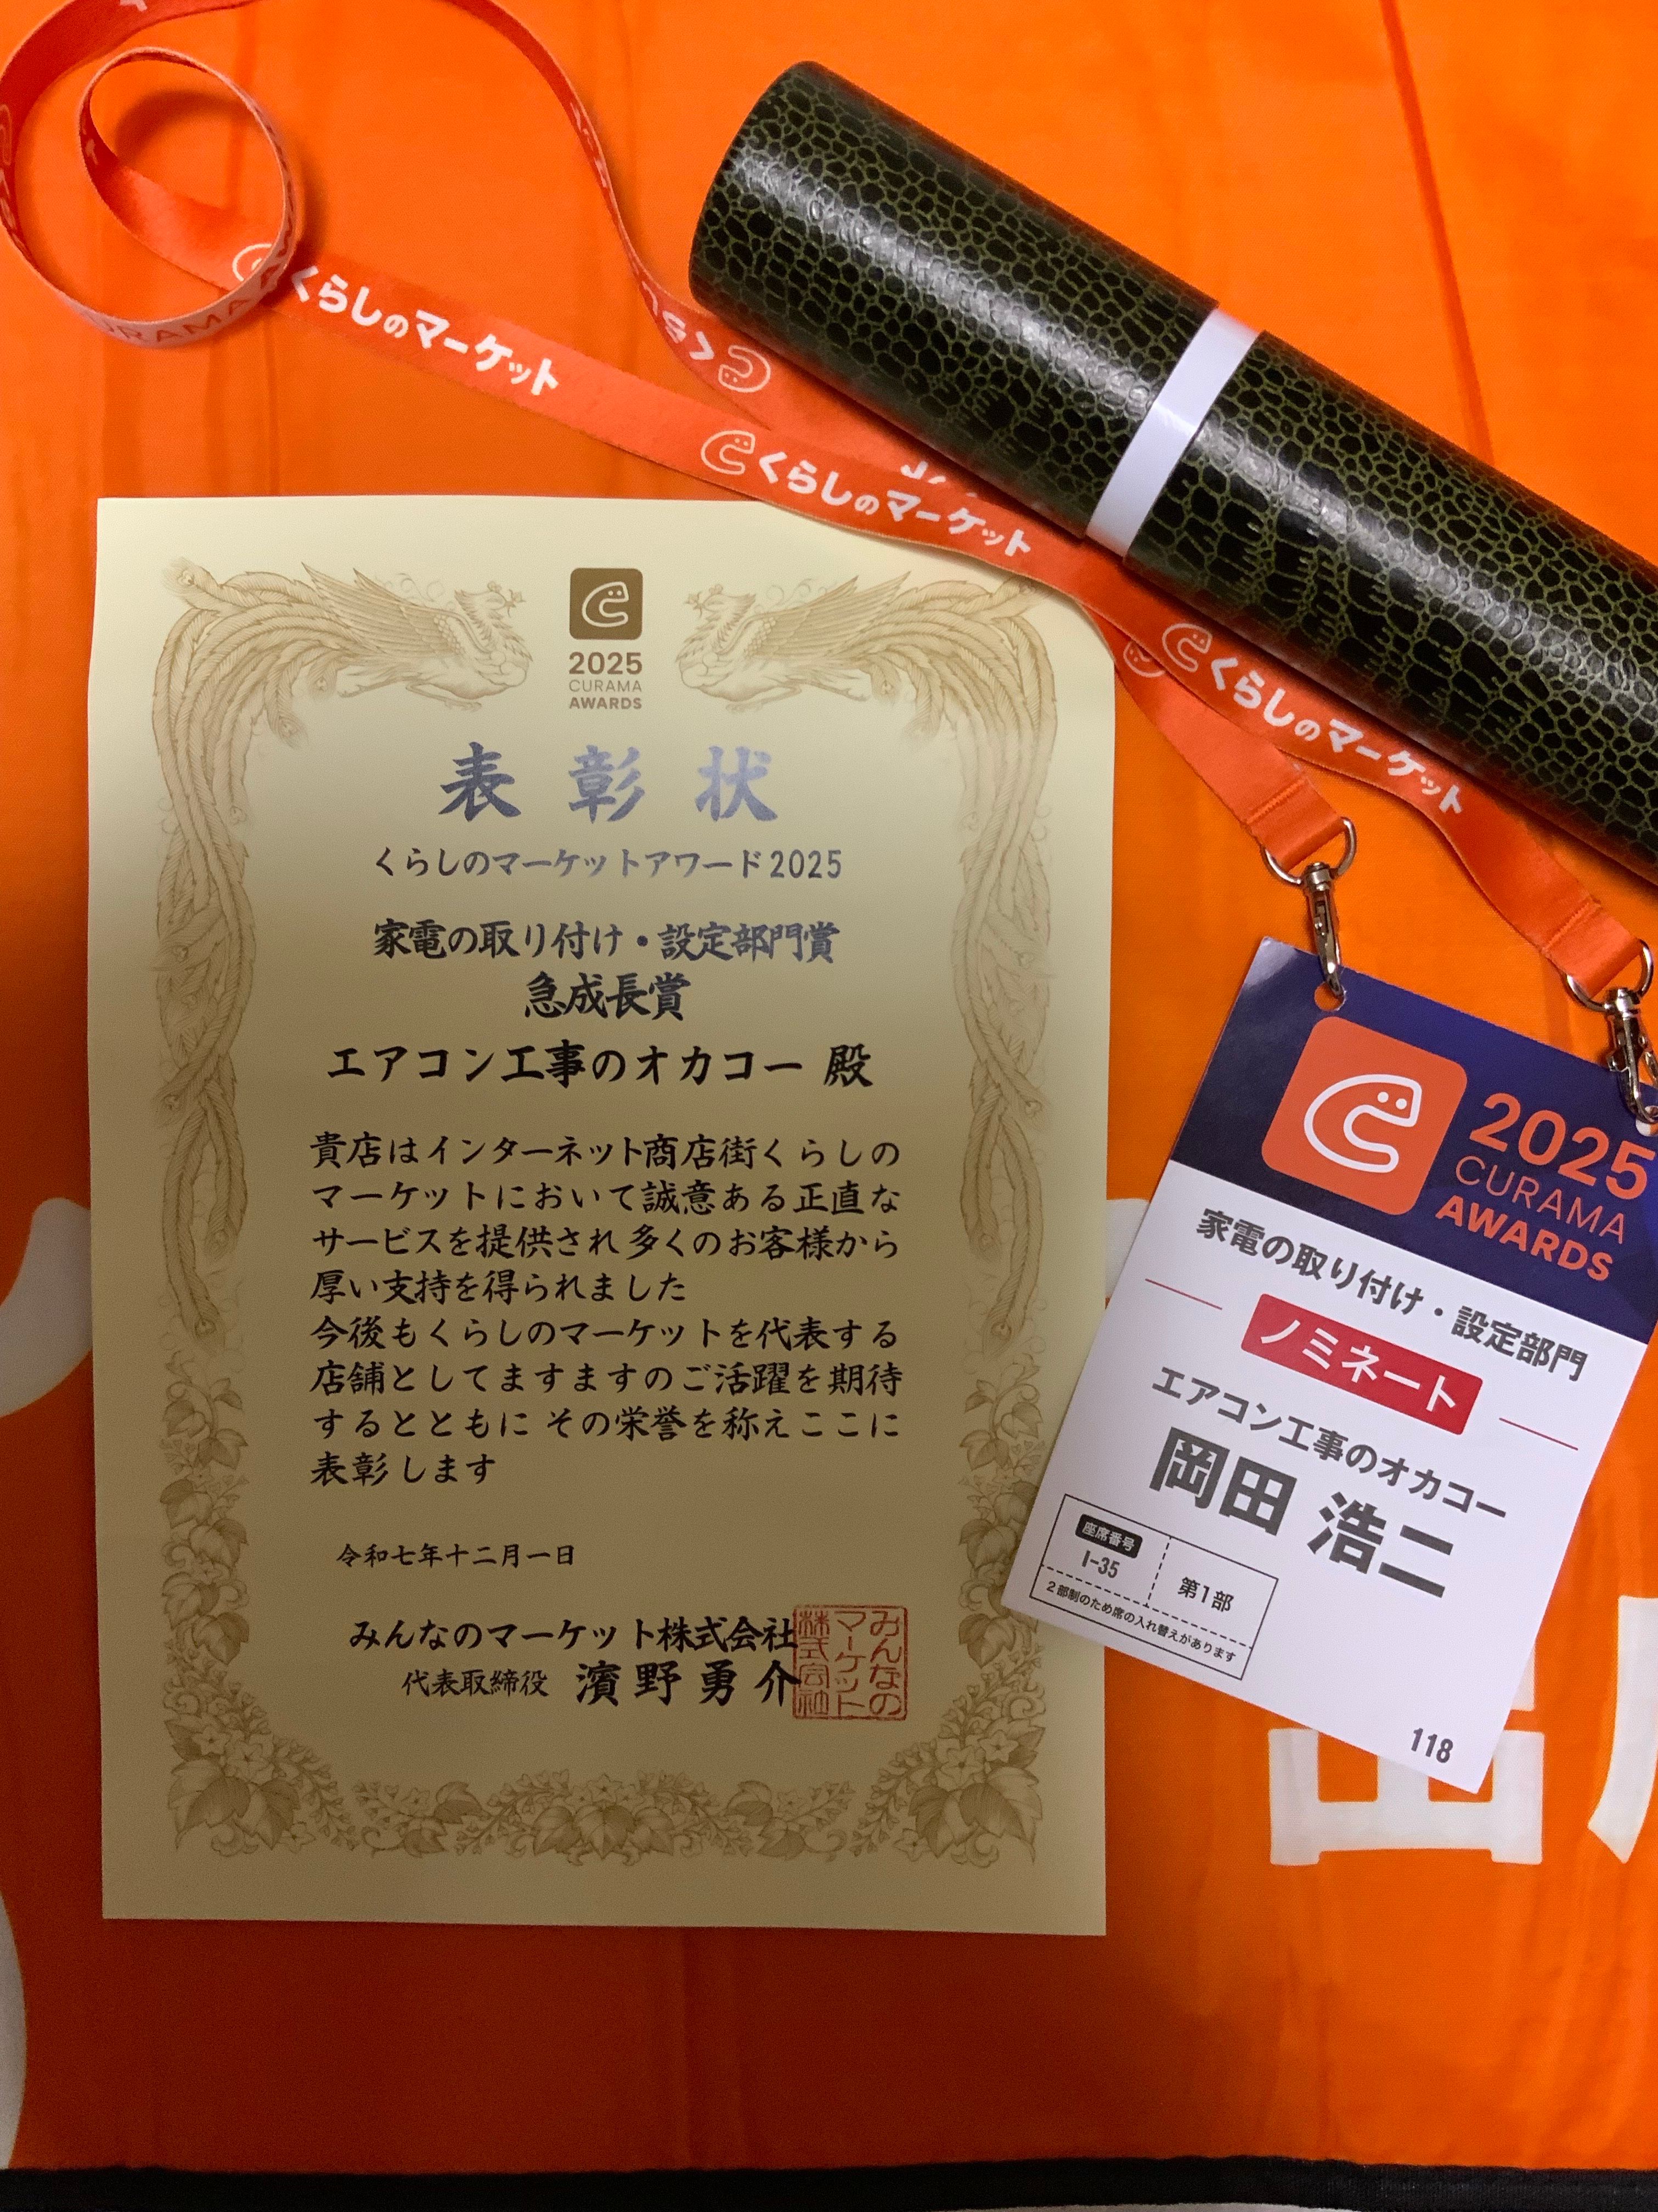 くらしのマーケット
くらしのマーケット
くらしのマーケット
2025
CURAMA
AWARDS
表彰状
くらしのマーケットアワード2025
家電の取り付け・設定部門賞
急成長賞
エアコン工事のオカコー 殿
貴店はインターネット商店街くらしの
マーケットにおいて誠意ある正直な
サービスを提供され多くのお客様から
厚い支持を得られました
今後もくらしのマーケットを代表する
店舗としてますますのご活躍を期待
するとともに その栄誉を称えここに
表彰します
令和七年十二月一日
みんなのマーケット株式会社
代表取締役 濱野勇介
みんなの
マーケット
株式会社
2025
CURAMA
AWARDS
家電の取り付け・設定部門
ノミネート
エアコン工事のオカコー
岡田 浩二
座席番号
I-35
第1部
2部制のため席の入れ替えがあります
118